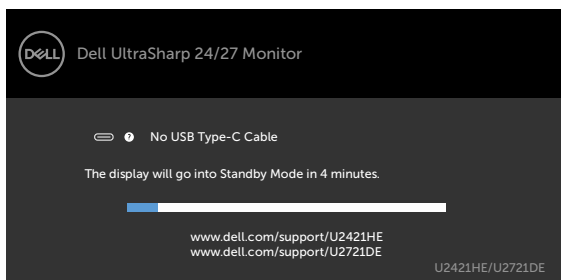 DELL
Dell UltraSharp 24/27 Monitor
? No USB Type-C Cable
The display will go into Standby Mode in 4 minutes.
www.dell.com/support/U2421HE
www.dell.com/support/U2721DE
U2421HE/U2721DE